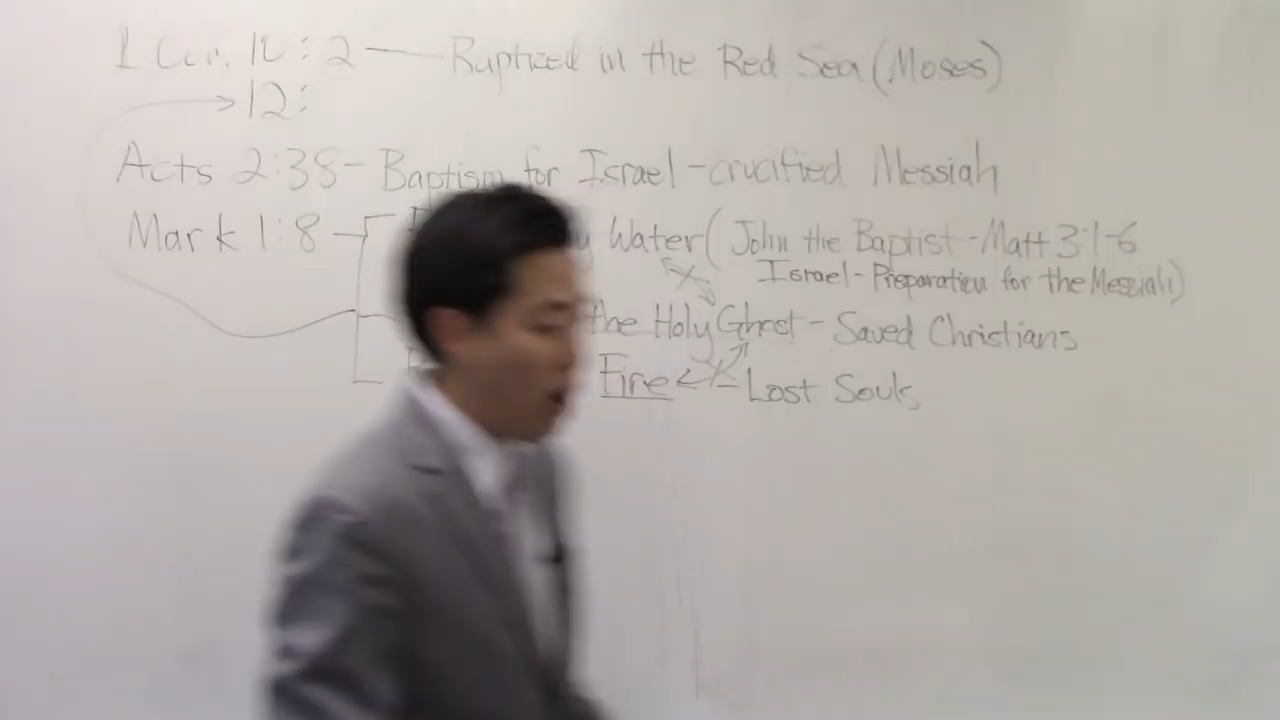 1 Cor. 10:2 — Baptized in the Red Sea (Moses)
12:
Acts 2:38 - Baptism for Israel - crucified Messiah
Mark 1:8 - Water (John the Baptist - Matt 3:1-6
Israel - Preparation for the Messiah)
the Holy Ghost - Saved Christians
Fire - Lost Souls